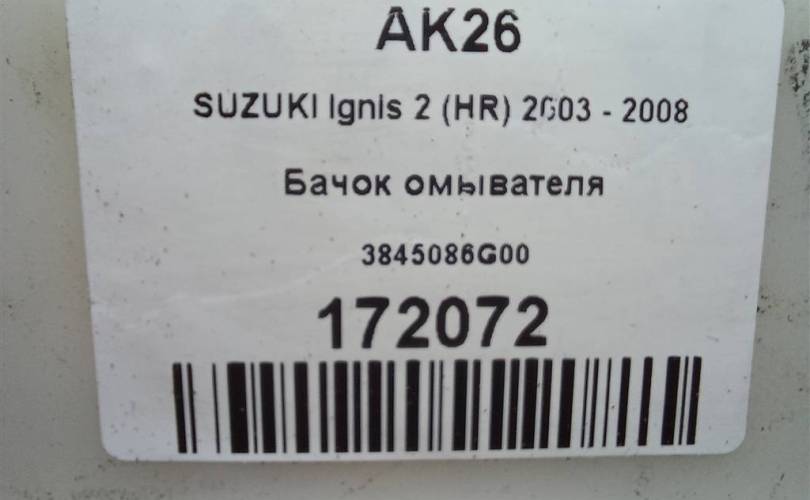 AK26
SUZUKI Ignis 2 (HR) 2003 - 2008
Бачок омывателя
3845086G00
172072